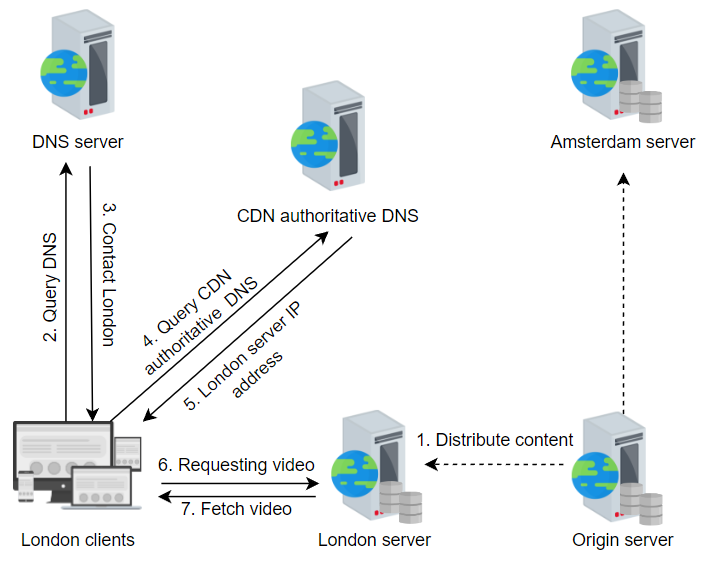 DNS server
Amsterdam server
CDN authoritative DNS
2. Query DNS
3. Contact London
4. Query CDN
authoritative DNS
5. London server IP
address
1. Distribute content
6. Requesting video
7. Fetch video
London clients
London server
Origin server